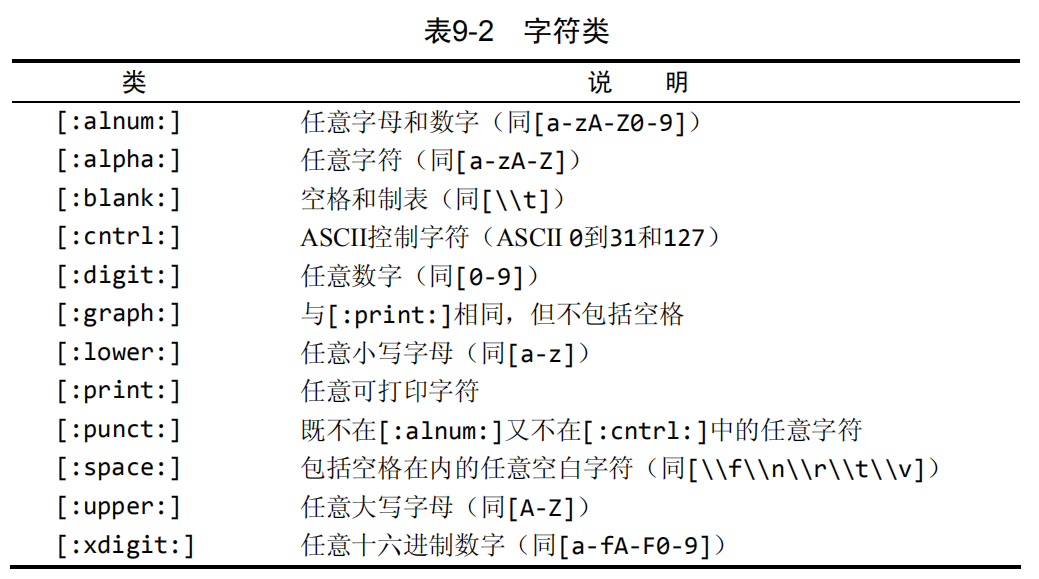 表9-2 字符类
类 说 明
[:alnum:] 任意字母和数字（同[a-zA-Z0-9]）
[:alpha:] 任意字符（同[a-zA-Z]）
[:blank:] 空格和制表（同[\\t]）
[:cntrl:] ASCII控制字符（ASCII 0到31和127）
[:digit:] 任意数字（同[0-9]）
[:graph:] 与[:print:]相同，但不包括空格
[:lower:] 任意小写字母（同[a-z]）
[:print:] 任意可打印字符
[:punct:] 既不在[:alnum:]又不在[:cntrl:]中的任意字符
[:space:] 包括空格在内的任意空白字符（同[\\f\\n\\r\\t\\v]）
[:upper:] 任意大写字母（同[A-Z]）
[:xdigit:] 任意十六进制数字（同[a-fA-F0-9]）